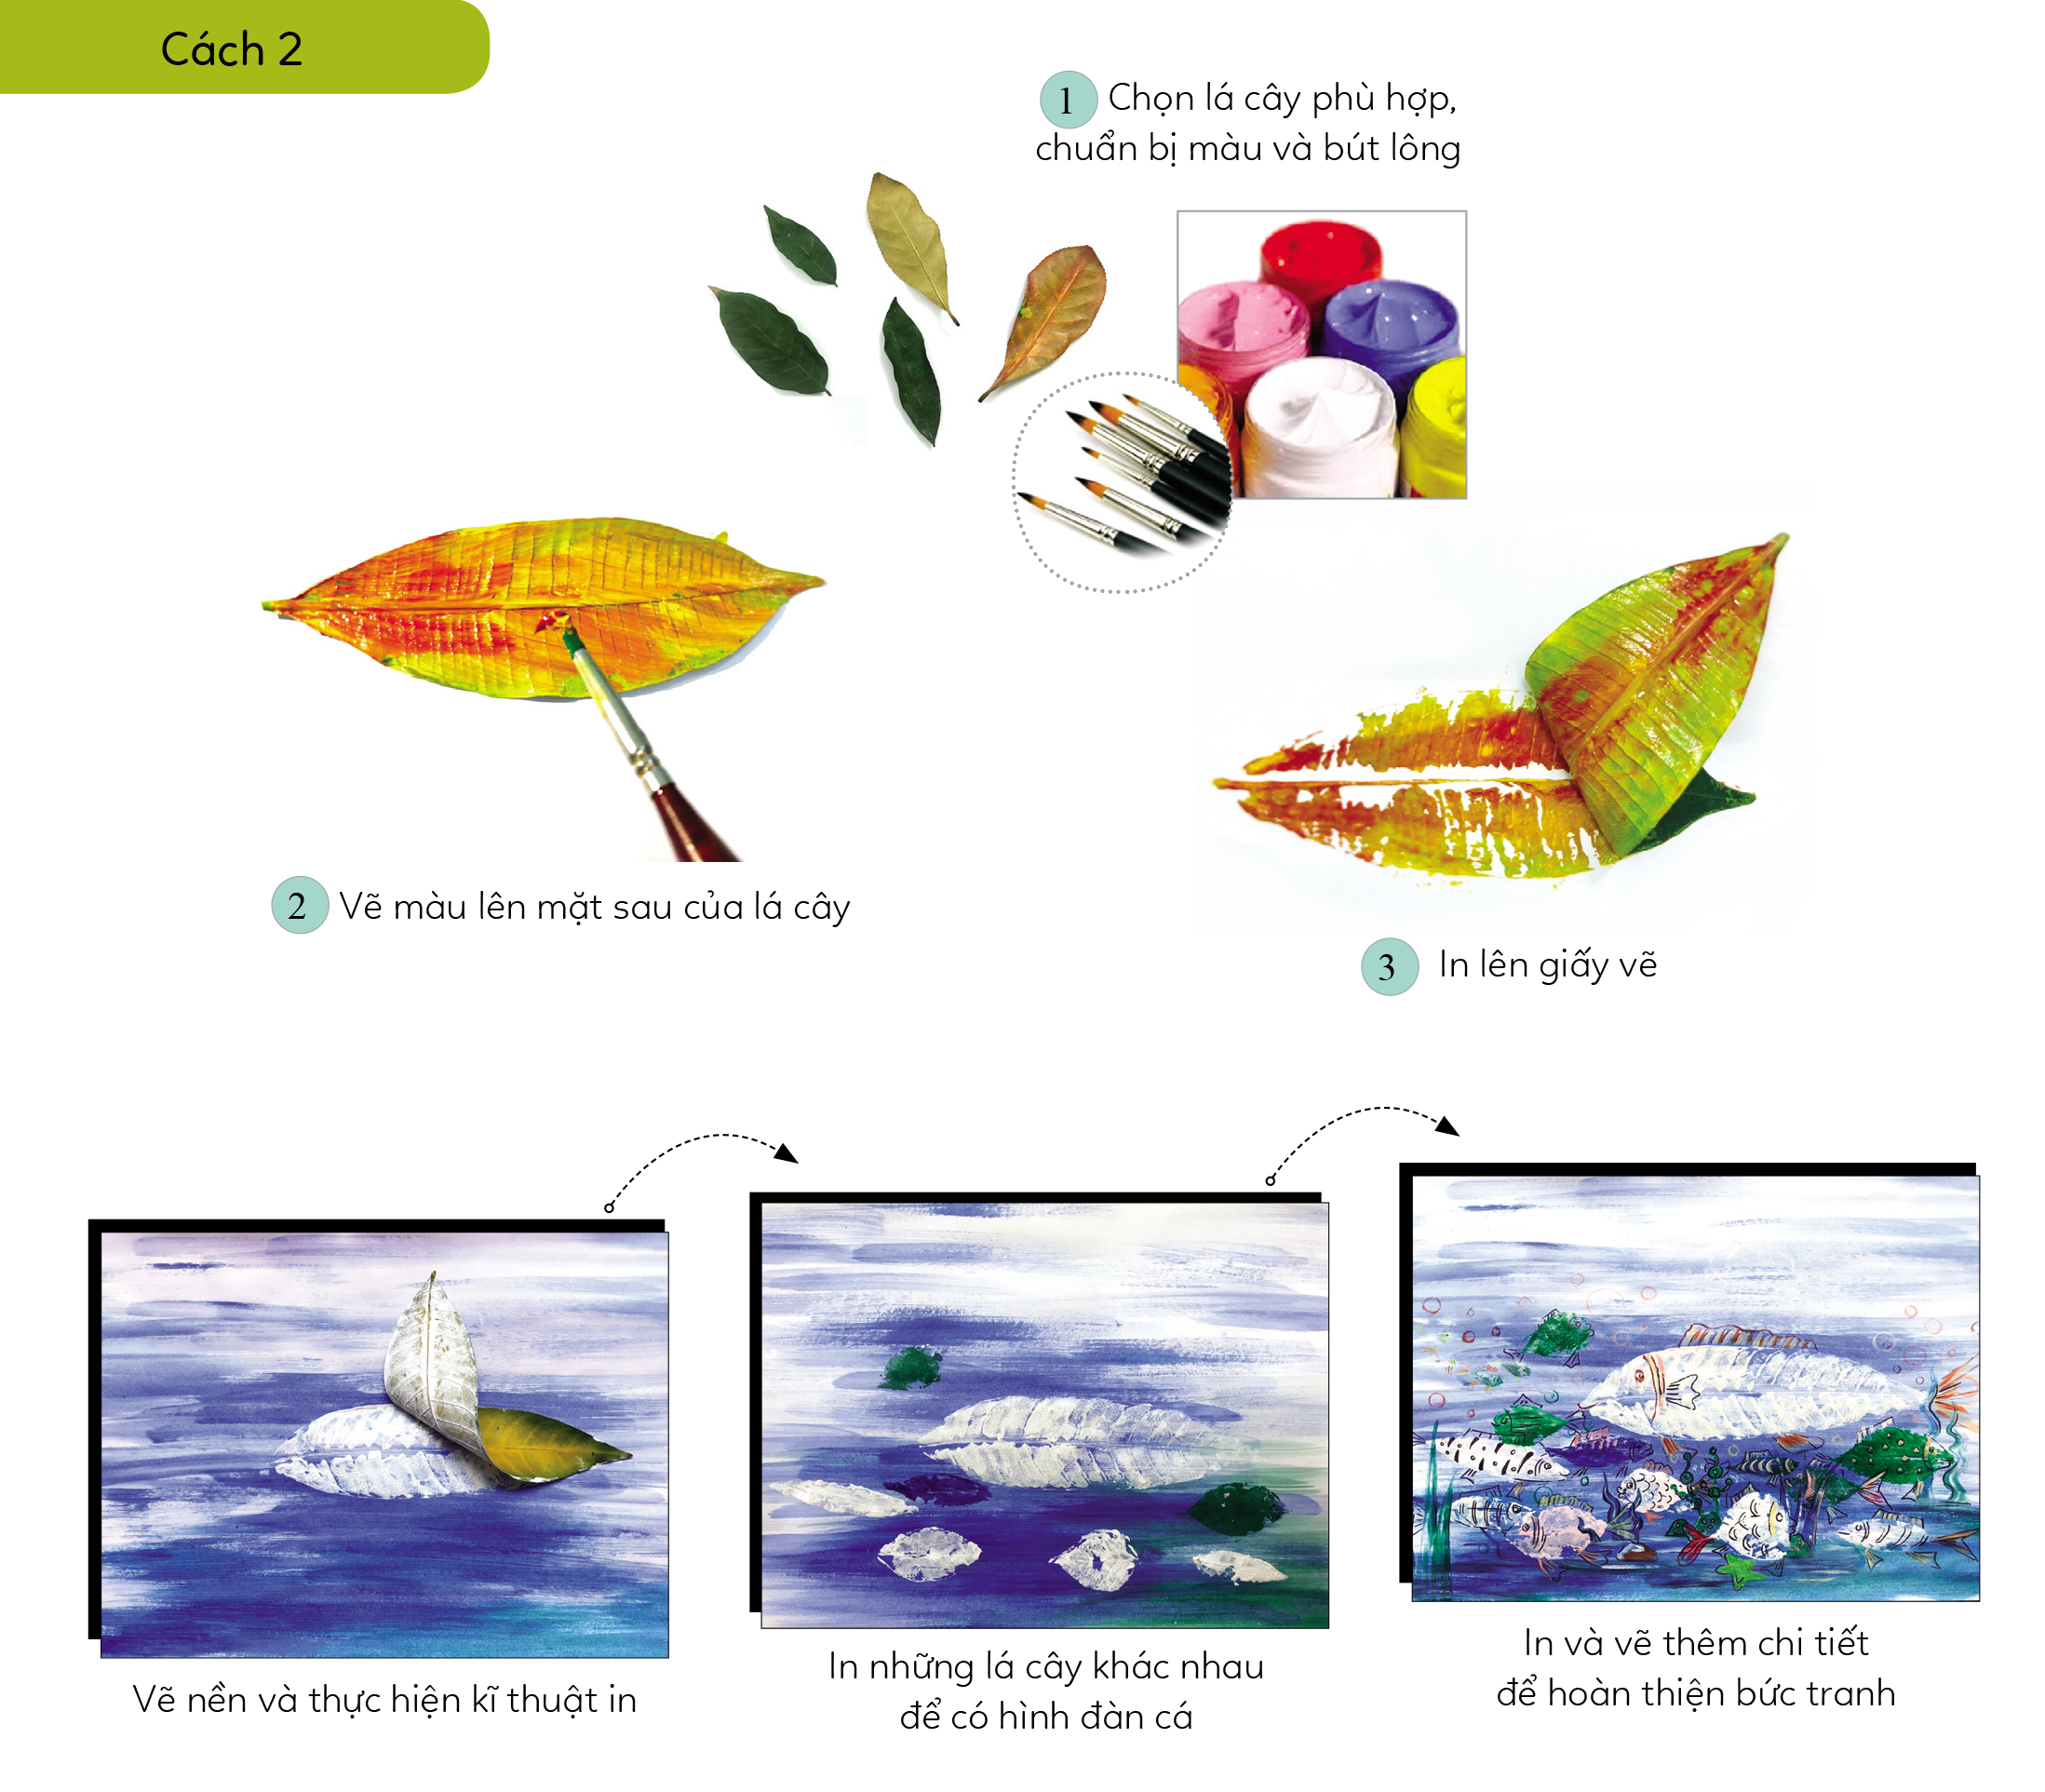 Cách 2
1 Chọn lá cây phù hợp,
chuẩn bị màu và bút lông
2 Vẽ màu lên mặt sau của lá cây
3 In lên giấy vẽ
Vẽ nền và thực hiện kĩ thuật in
In những lá cây khác nhau
để có hình đàn cá
In và vẽ thêm chi tiết
để hoàn thiện bức tranh